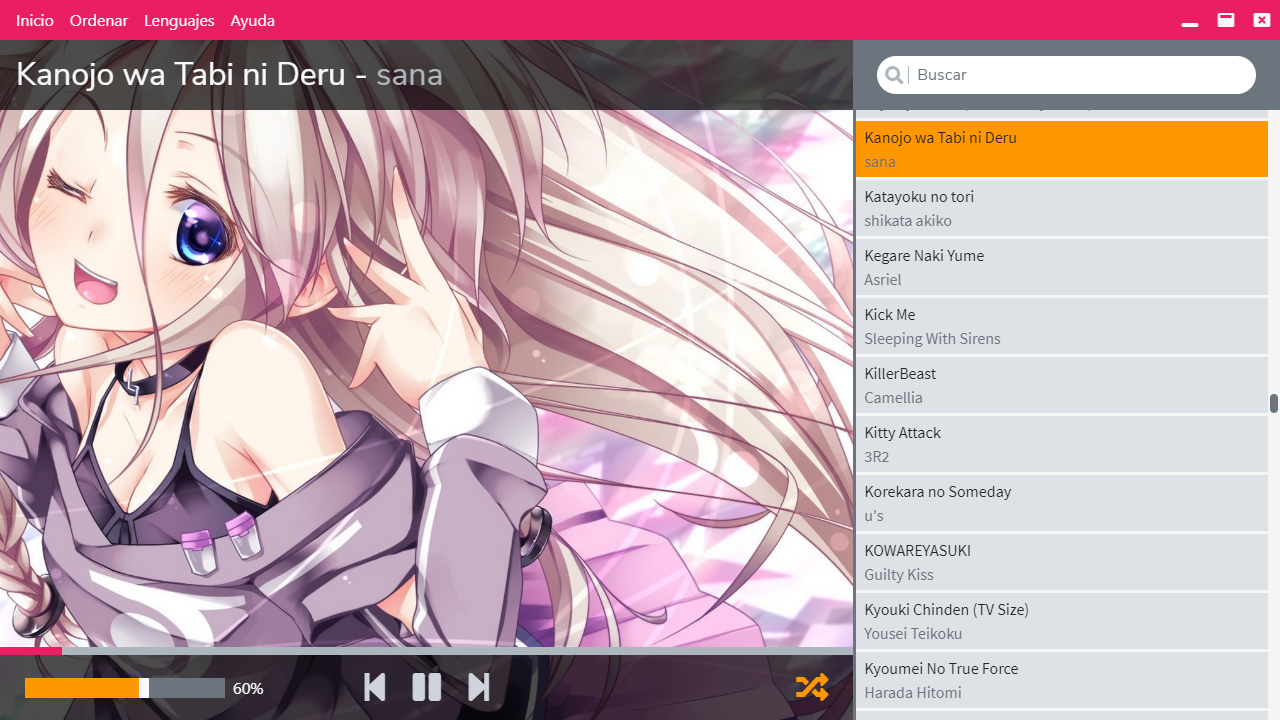 Inicio Ordenar Lenguajes Ayuda
Kanojo wa Tabi ni Deru - sana
Buscar
Kanojo wa Tabi ni Deru
sana
Katayoku no tori
shikata akiko
Kegare Naki Yume
Asriel
Kick Me
Sleeping With Sirens
KillerBeast
Camellia
Kitty Attack
3R2
Korekara no Someday
u's
KOWAREYASUKI
Guilty Kiss
Kyouki Chinden (TV Size)
Yousei Teikoku
Kyoumei No True Force
Harada Hitomi
60%